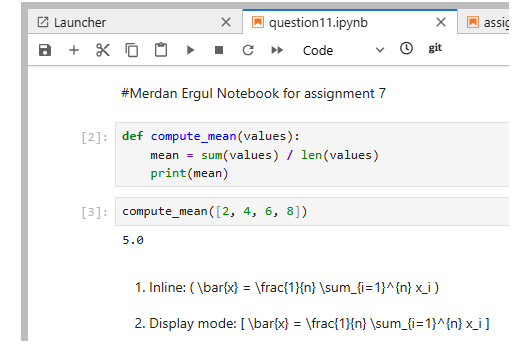 Launcher
question11.ipynb
assig
Code
git
#Merdan Ergul Notebook for assignment 7
[2]: def compute_mean(values):
    mean = sum(values) / len(values)
    print(mean)
[3]: compute_mean([2, 4, 6, 8])
5.0
1. Inline: ( \bar{x} = \frac{1}{n} \sum_{i=1}^{n} x_i )
2. Display mode: [ \bar{x} = \frac{1}{n} \sum_{i=1}^{n} x_i ]